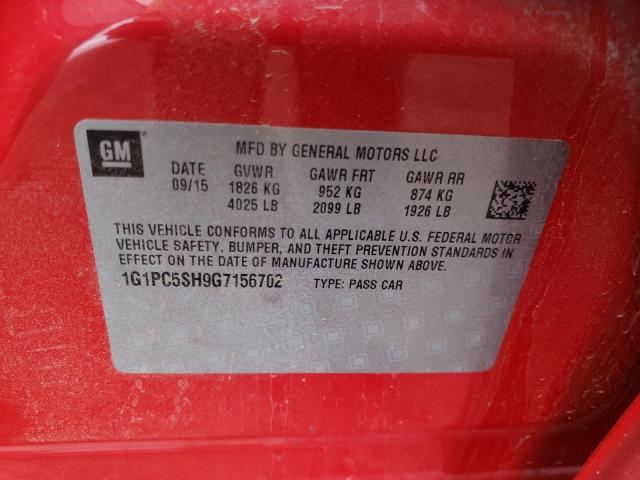 GM
MFD BY GENERAL MOTORS LLC
DATE GVWR GAWR FRT GAWR RR
09/15 1826 KG 952 KG 874 KG
4025 LB 2099 LB 1926 LB
THIS VEHICLE CONFORMS TO ALL APPLICABLE U.S. FEDERAL MOTOR
VEHICLE SAFETY, BUMPER, AND THEFT PREVENTION STANDARDS IN
EFFECT ON THE DATE OF MANUFACTURE SHOWN ABOVE.
1G1PC5SH9G7156702 TYPE: PASS CAR